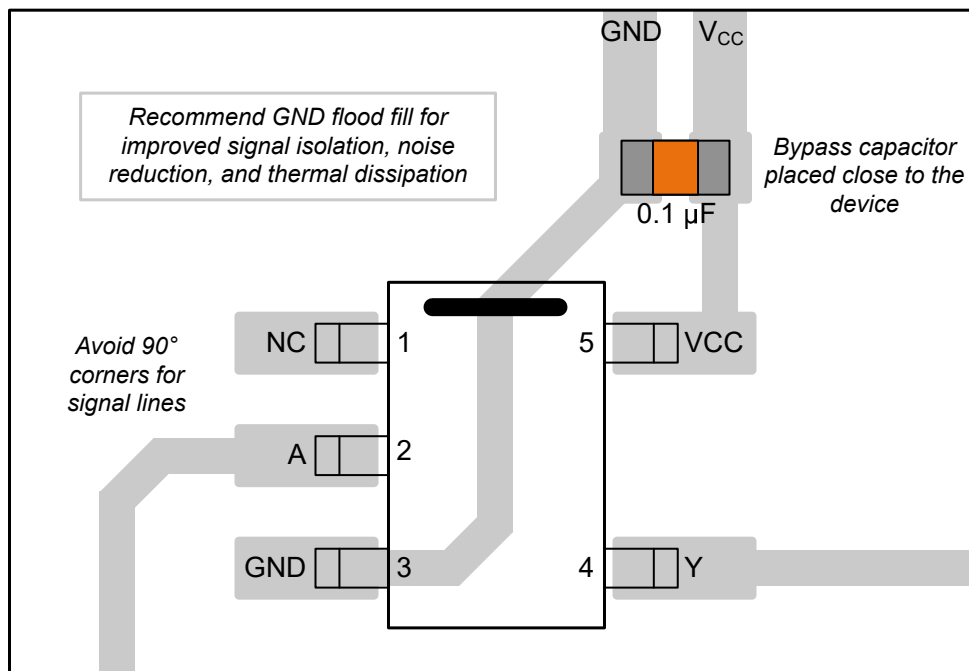 GND
V_CC
Recommend GND flood fill for
improved signal isolation, noise
reduction, and thermal dissipation
Bypass capacitor
placed close to the
device
0.1 µF
NC
1
5
VCC
Avoid 90°
corners for
signal lines
A
2
GND
3
4
Y